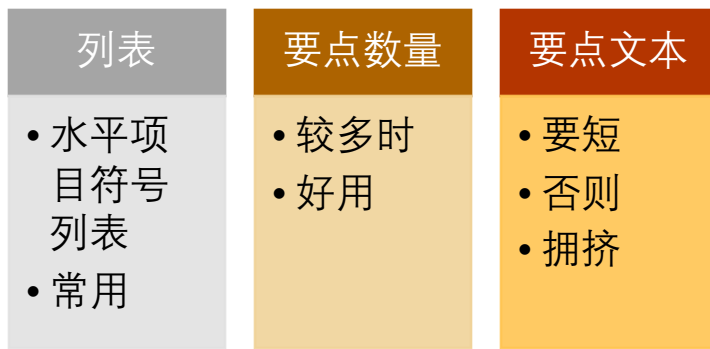 列表
• 水平项
目符号
列表
• 常用
要点数量
• 较多时
• 好用
要点文本
• 要短
• 否则
• 拥挤